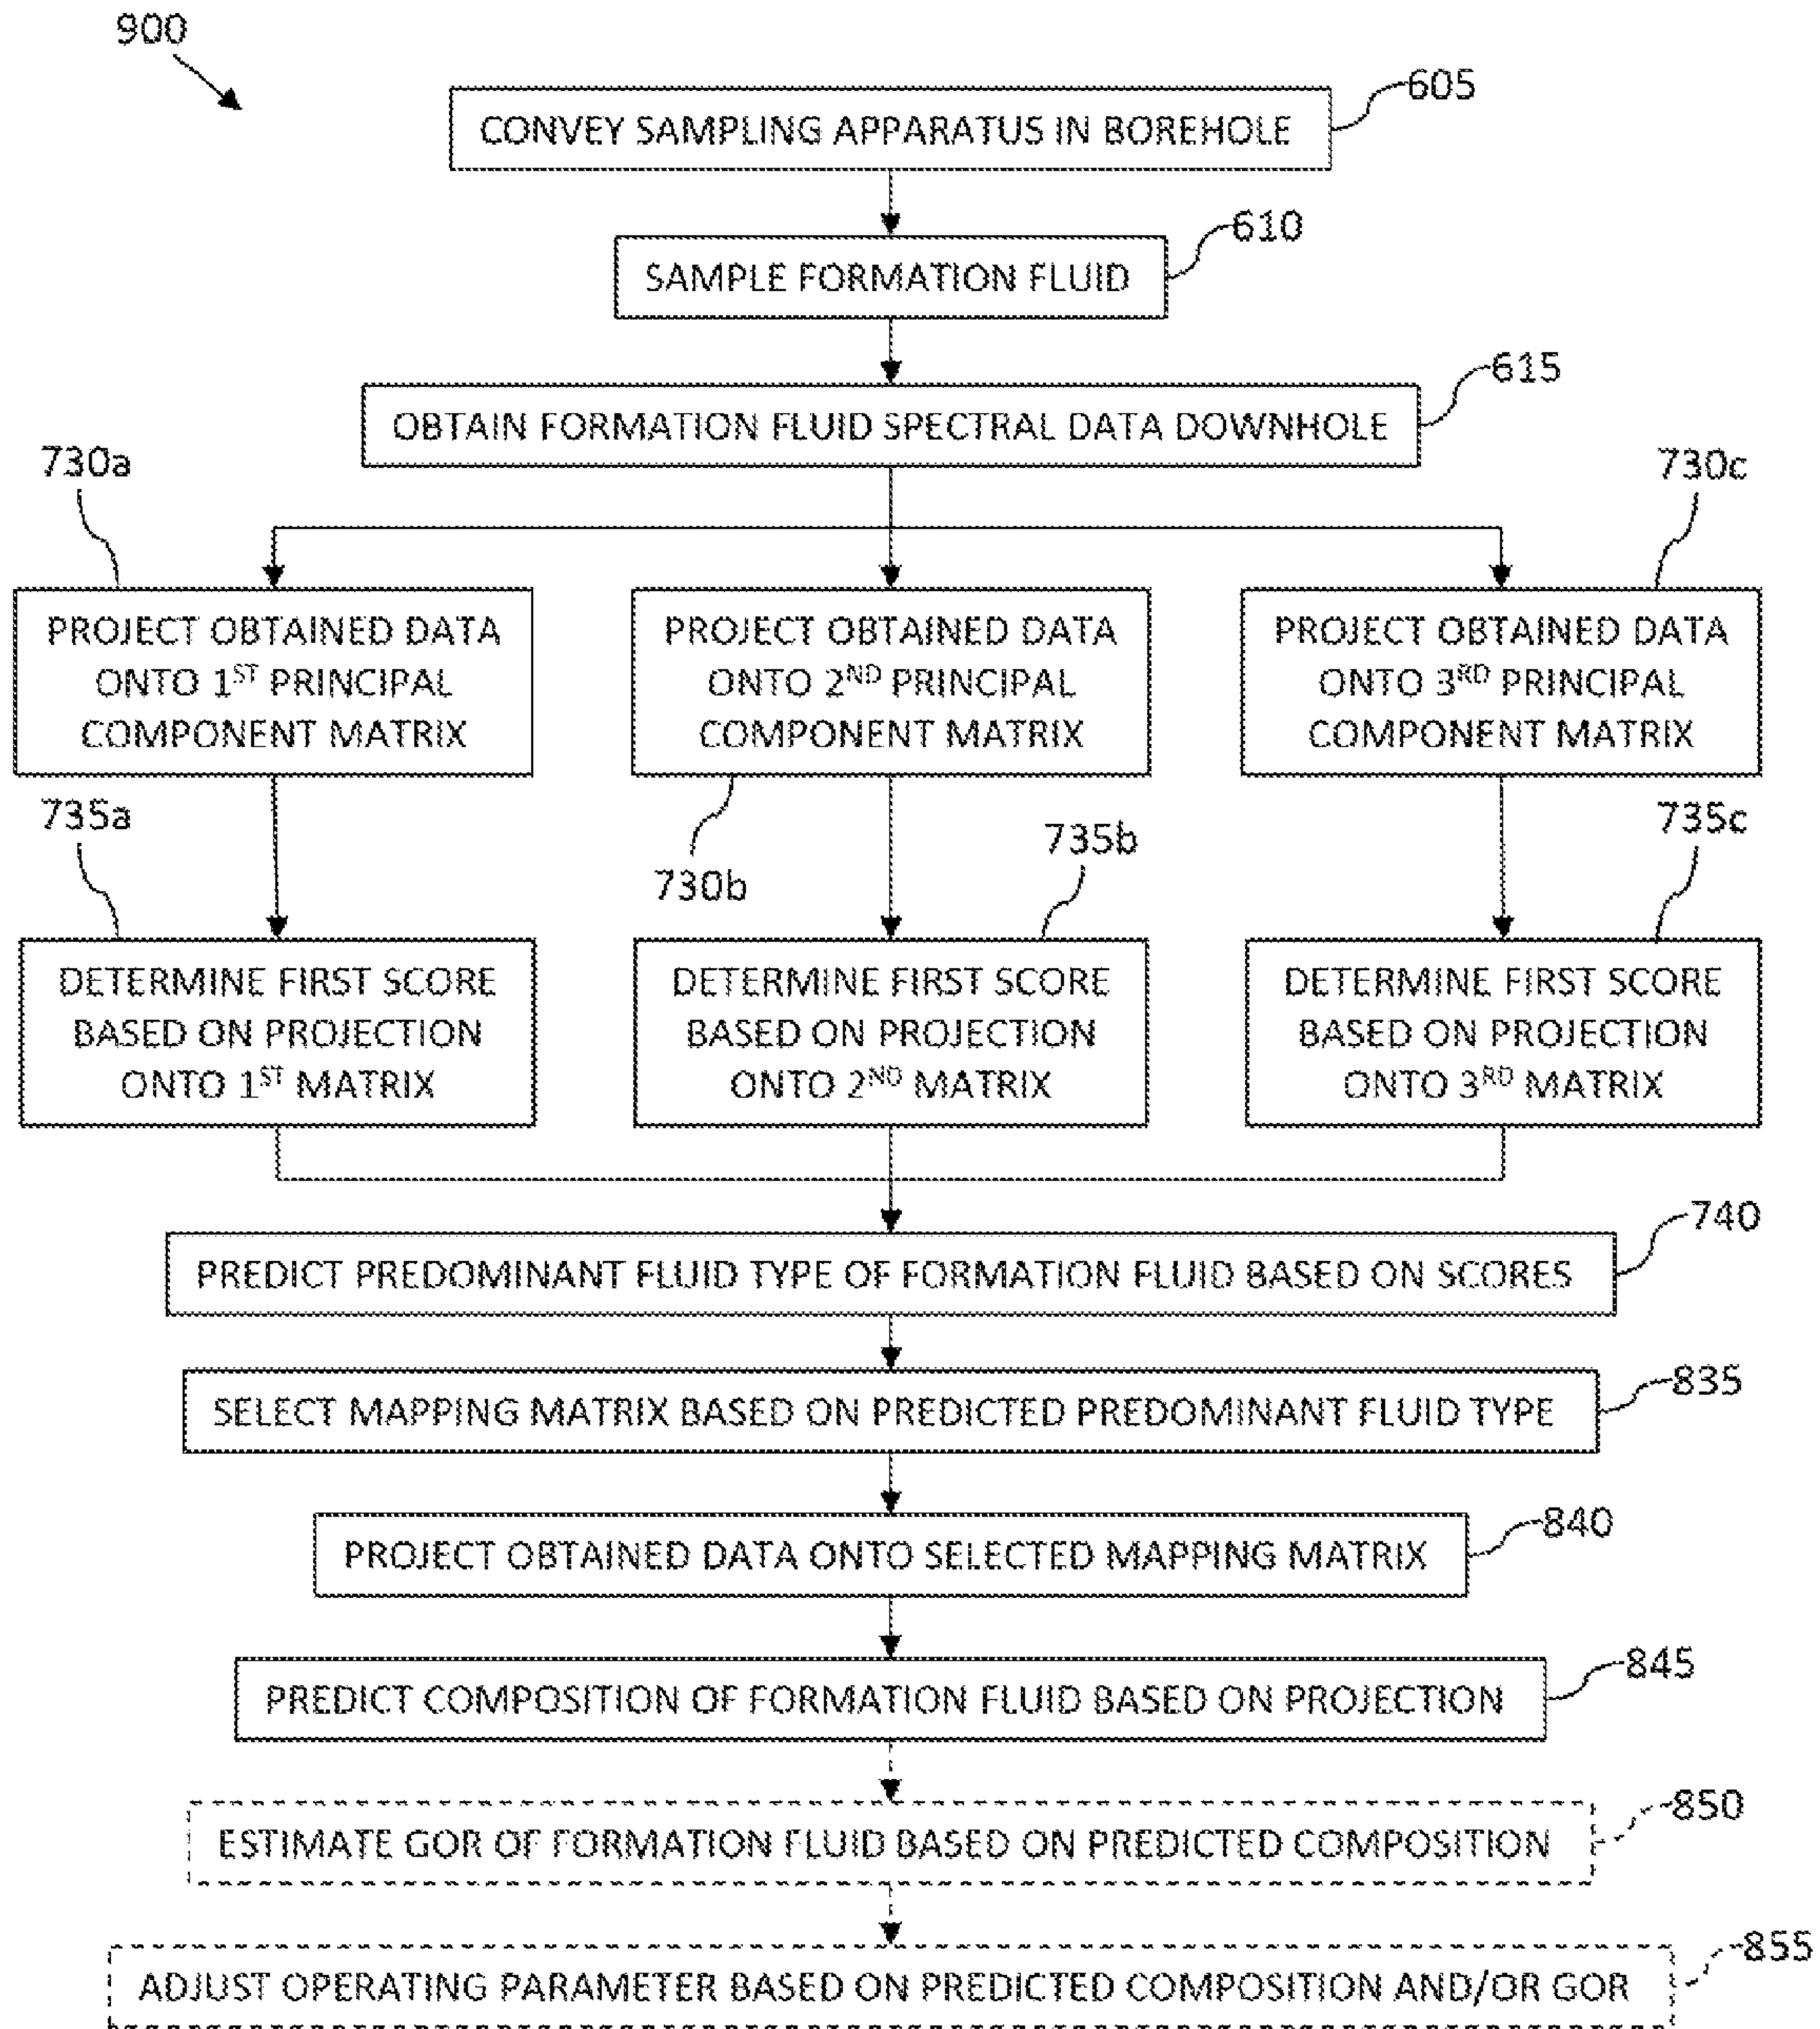 900
605
CONVEY SAMPLING APPARATUS IN BOREHOLE
610
SAMPLE FORMATION FLUID
615
OBTAIN FORMATION FLUID SPECTRAL DATA DOWNHOLE
730a
730c
PROJECT OBTAINED DATA
ONTO 1ST PRINCIPAL
COMPONENT MATRIX
PROJECT OBTAINED DATA
ONTO 2ND PRINCIPAL
COMPONENT MATRIX
PROJECT OBTAINED DATA
ONTO 3RD PRINCIPAL
COMPONENT MATRIX
735a
730b
735b
735c
DETERMINE FIRST SCORE
BASED ON PROJECTION
ONTO 1ST MATRIX
DETERMINE FIRST SCORE
BASED ON PROJECTION
ONTO 2ND MATRIX
DETERMINE FIRST SCORE
BASED ON PROJECTION
ONTO 3RD MATRIX
740
PREDICT PREDOMINANT FLUID TYPE OF FORMATION FLUID BASED ON SCORES
835
SELECT MAPPING MATRIX BASED ON PREDICTED PREDOMINANT FLUID TYPE
840
PROJECT OBTAINED DATA ONTO SELECTED MAPPING MATRIX
845
PREDICT COMPOSITION OF FORMATION FLUID BASED ON PROJECTION
850
ESTIMATE GOR OF FORMATION FLUID BASED ON PREDICTED COMPOSITION
855
ADJUST OPERATING PARAMETER BASED ON PREDICTED COMPOSITION AND/OR GOR